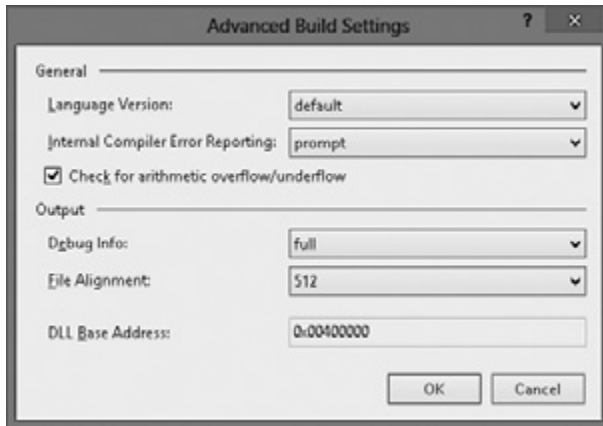 Advanced Build Settings
?
General
Language Version:
default
Internal Compiler Error Reporting:
prompt
Check for arithmetic overflow/underflow
Output
Debug Info:
full
File Alignment:
512
DLL Base Address:
0x00400000
OK
Cancel